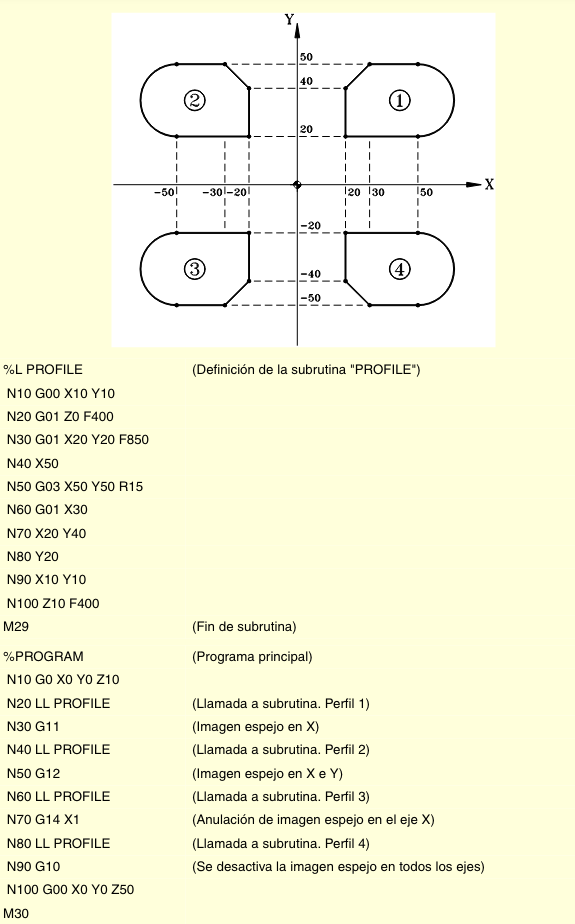 Y
50
② ①
40
20
-50 -30 -20 20 30 50 X
-20
③ ④
-40
-50
%L PROFILE (Definición de la subrutina "PROFILE")
N10 G00 X10 Y10
N20 G01 Z0 F400
N30 G01 X20 Y20 F850
N40 X50
N50 G03 X50 Y50 R15
N60 G01 X30
N70 X20 Y40
N80 Y20
N90 X10 Y10
N100 Z10 F400
M29 (Fin de subrutina)
%PROGRAM (Programa principal)
N10 G0 X0 Y0 Z10
N20 LL PROFILE (Llamada a subrutina. Perfil 1)
N30 G11 (Imagen espejo en X)
N40 LL PROFILE (Llamada a subrutina. Perfil 2)
N50 G12 (Imagen espejo en X e Y)
N60 LL PROFILE (Llamada a subrutina. Perfil 3)
N70 G14 X1 (Anulación de imagen espejo en el eje X)
N80 LL PROFILE (Llamada a subrutina. Perfil 4)
N90 G10 (Se desactiva la imagen espejo en todos los ejes)
N100 G00 X0 Y0 Z50
M30